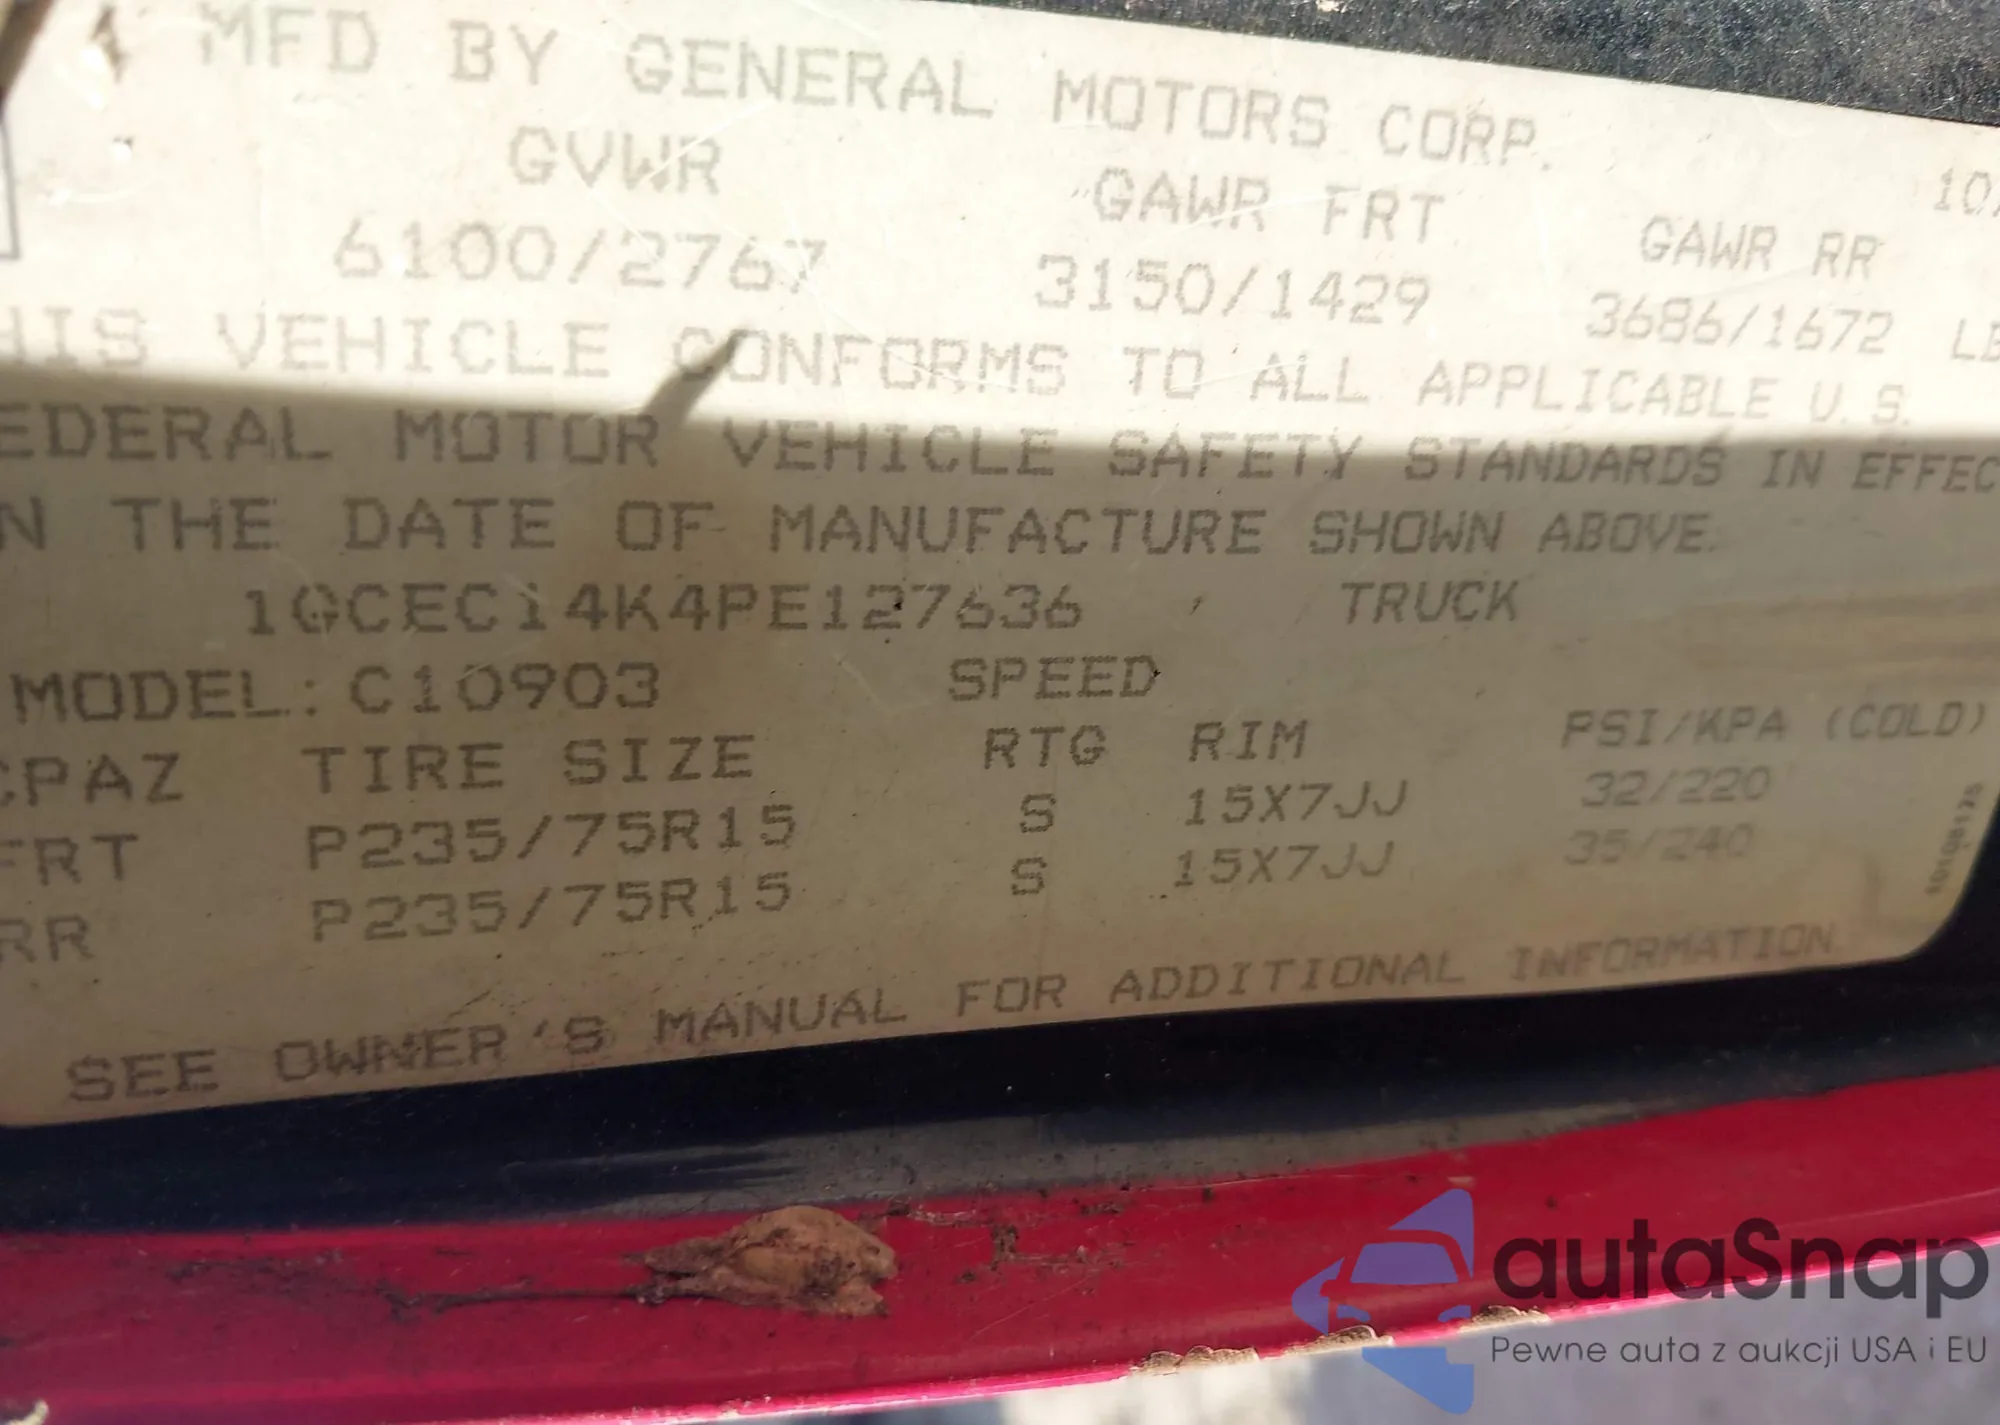 MFD BY GENERAL MOTORS CORP.
10
GVWR GAWR FRT GAWR RR
6100/2767 3150/1429 3686/1672 LB
HIS VEHICLE CONFORMS TO ALL APPLICABLE U.S.
EDERAL MOTOR VEHICLE SAFETY STANDARDS IN EFFEC
N THE DATE OF MANUFACTURE SHOWN ABOVE.
1GCEC14K4PE127636 TRUCK
MODEL: C10903 SPEED
CPAZ TIRE SIZE RTG RIM PSI/KPA (COLD)
FRT P235/75R15 S 15X7JJ 32/220
RR P235/75R15 S 15X7JJ 35/240
SEE OWNER'S MANUAL FOR ADDITIONAL INFORMATION
autaSnap
Pewne auta z aukcji USA i EU